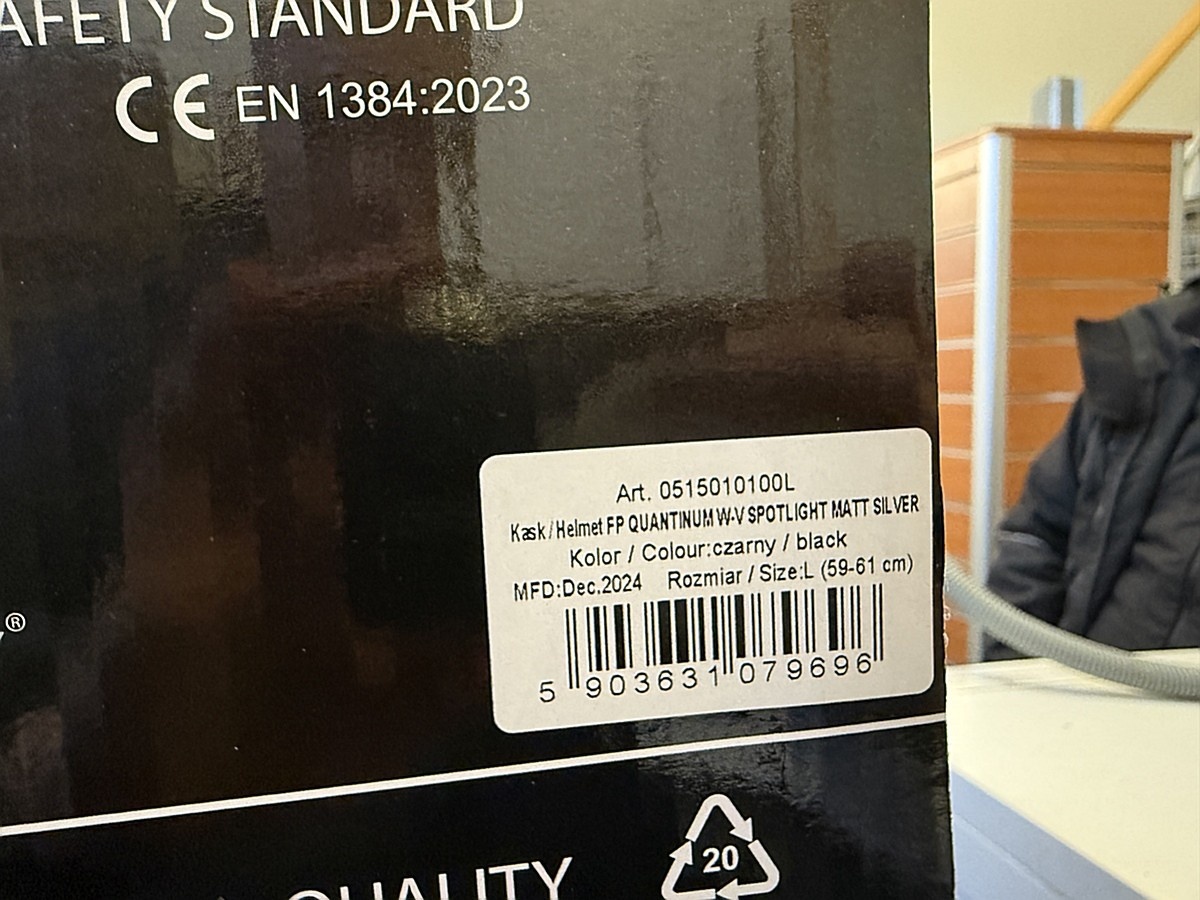 AFETY STANDARD
CE EN 1384:2023
Art. 0515010100L
Kask / Helmet FP QUANTINUM W-V SPOTLIGHT MATT SILVER
Kolor / Colour:czarny / black
MFD:Dec.2024 Rozmiar / Size:L (59-61 cm)
5 903631 079696
®
QUALITY
20